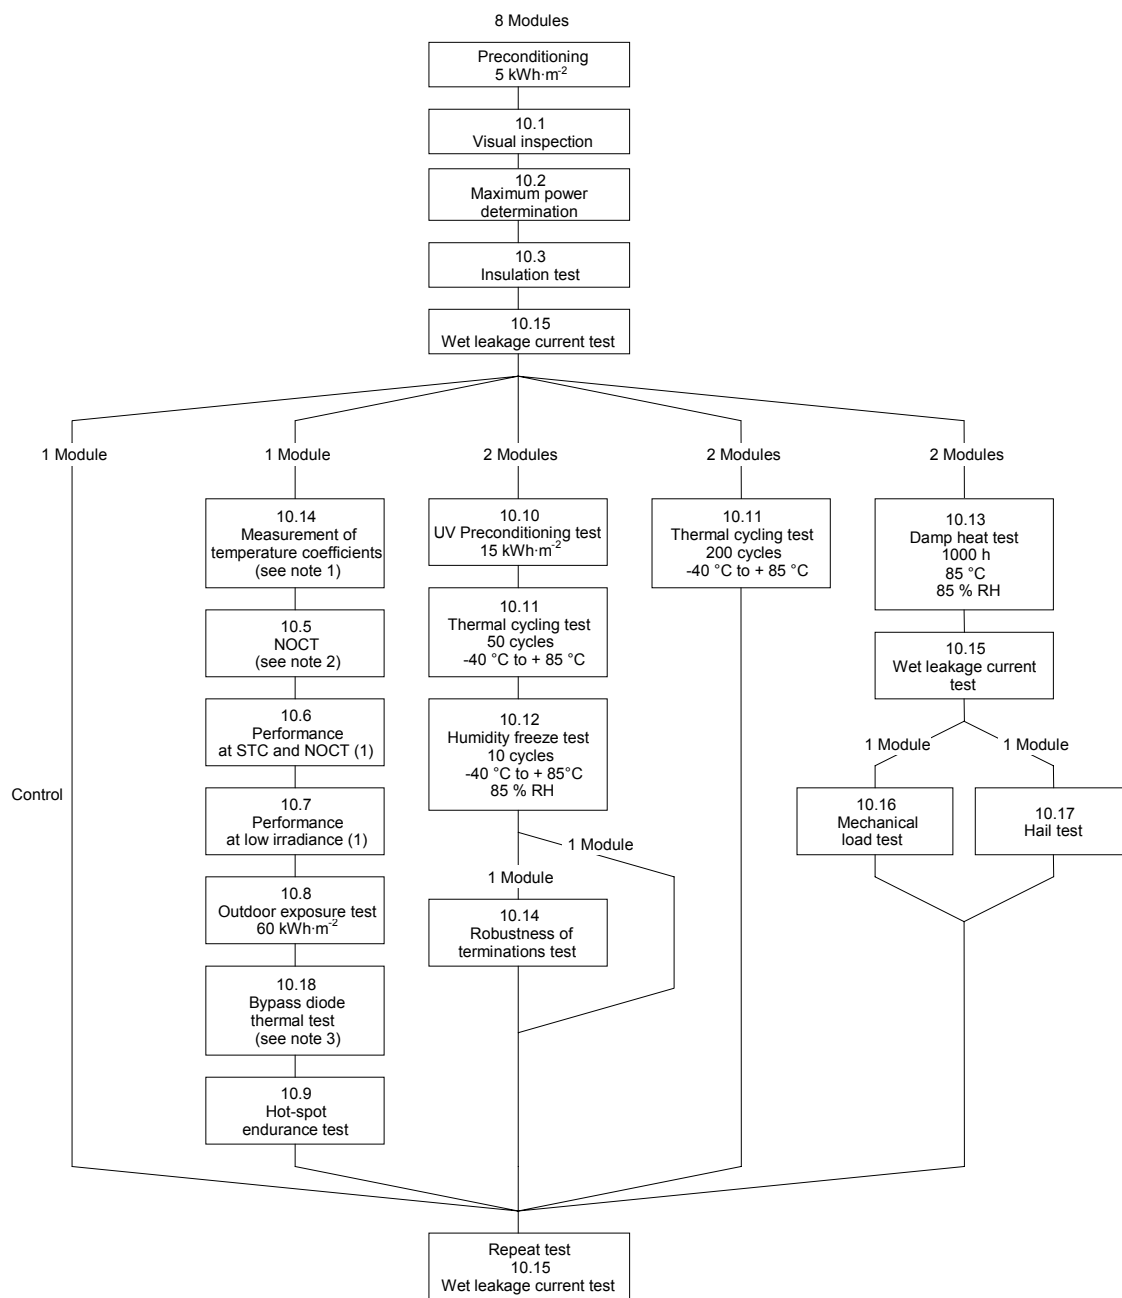 8 Modules
Preconditioning
5 kWh·m⁻²
10.1
Visual inspection
10.2
Maximum power
determination
10.3
Insulation test
10.15
Wet leakage current test
1 Module
1 Module
2 Modules
2 Modules
2 Modules
Control
10.14
Measurement of
temperature coefficients
(see note 1)
10.5
NOCT
(see note 2)
10.6
Performance
at STC and NOCT (1)
10.7
Performance
at low irradiance (1)
10.8
Outdoor exposure test
60 kWh·m⁻²
10.18
Bypass diode
thermal test
(see note 3)
10.9
Hot-spot
endurance test
10.10
UV Preconditioning test
15 kWh·m⁻²
10.11
Thermal cycling test
50 cycles
-40 °C to + 85 °C
10.12
Humidity freeze test
10 cycles
-40 °C to + 85°C
85 % RH
1 Module
1 Module
10.14
Robustness of
terminations test
10.11
Thermal cycling test
200 cycles
-40 °C to + 85 °C
10.13
Damp heat test
1000 h
85 °C
85 % RH
10.15
Wet leakage current
test
1 Module
1 Module
10.16
Mechanical
load test
10.17
Hail test
Repeat test
10.15
Wet leakage current test